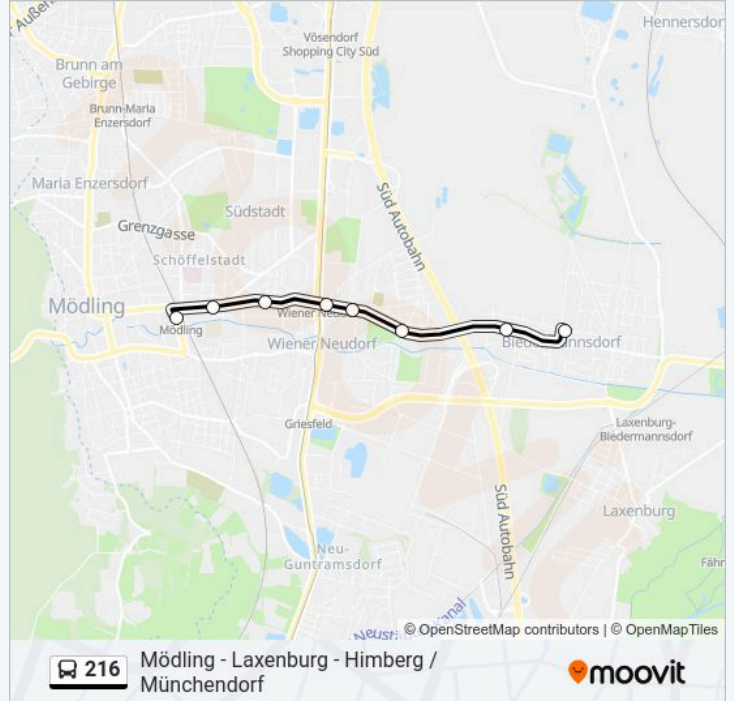 Hennersdor
Vösendorf
Shopping City Süd
Brunn am
Gebirge
Brunn-Maria
Enzersdorf
Maria Enzersdorf
Südstadt
Süd Autobahn
Grenzgasse
Schöffelstadt
Mödling
Mödling
Wiener Neudorf
Biedermannsdorf
Griesfeld
Laxenburg-
Biedermannsdorf
Süd Autobahn
Laxenburg
Neu-
Guntramsdorf
Fähr
© OpenStreetMap contributors | © OpenMapTiles
216
Mödling - Laxenburg - Himberg /
Münchendorf
moovit